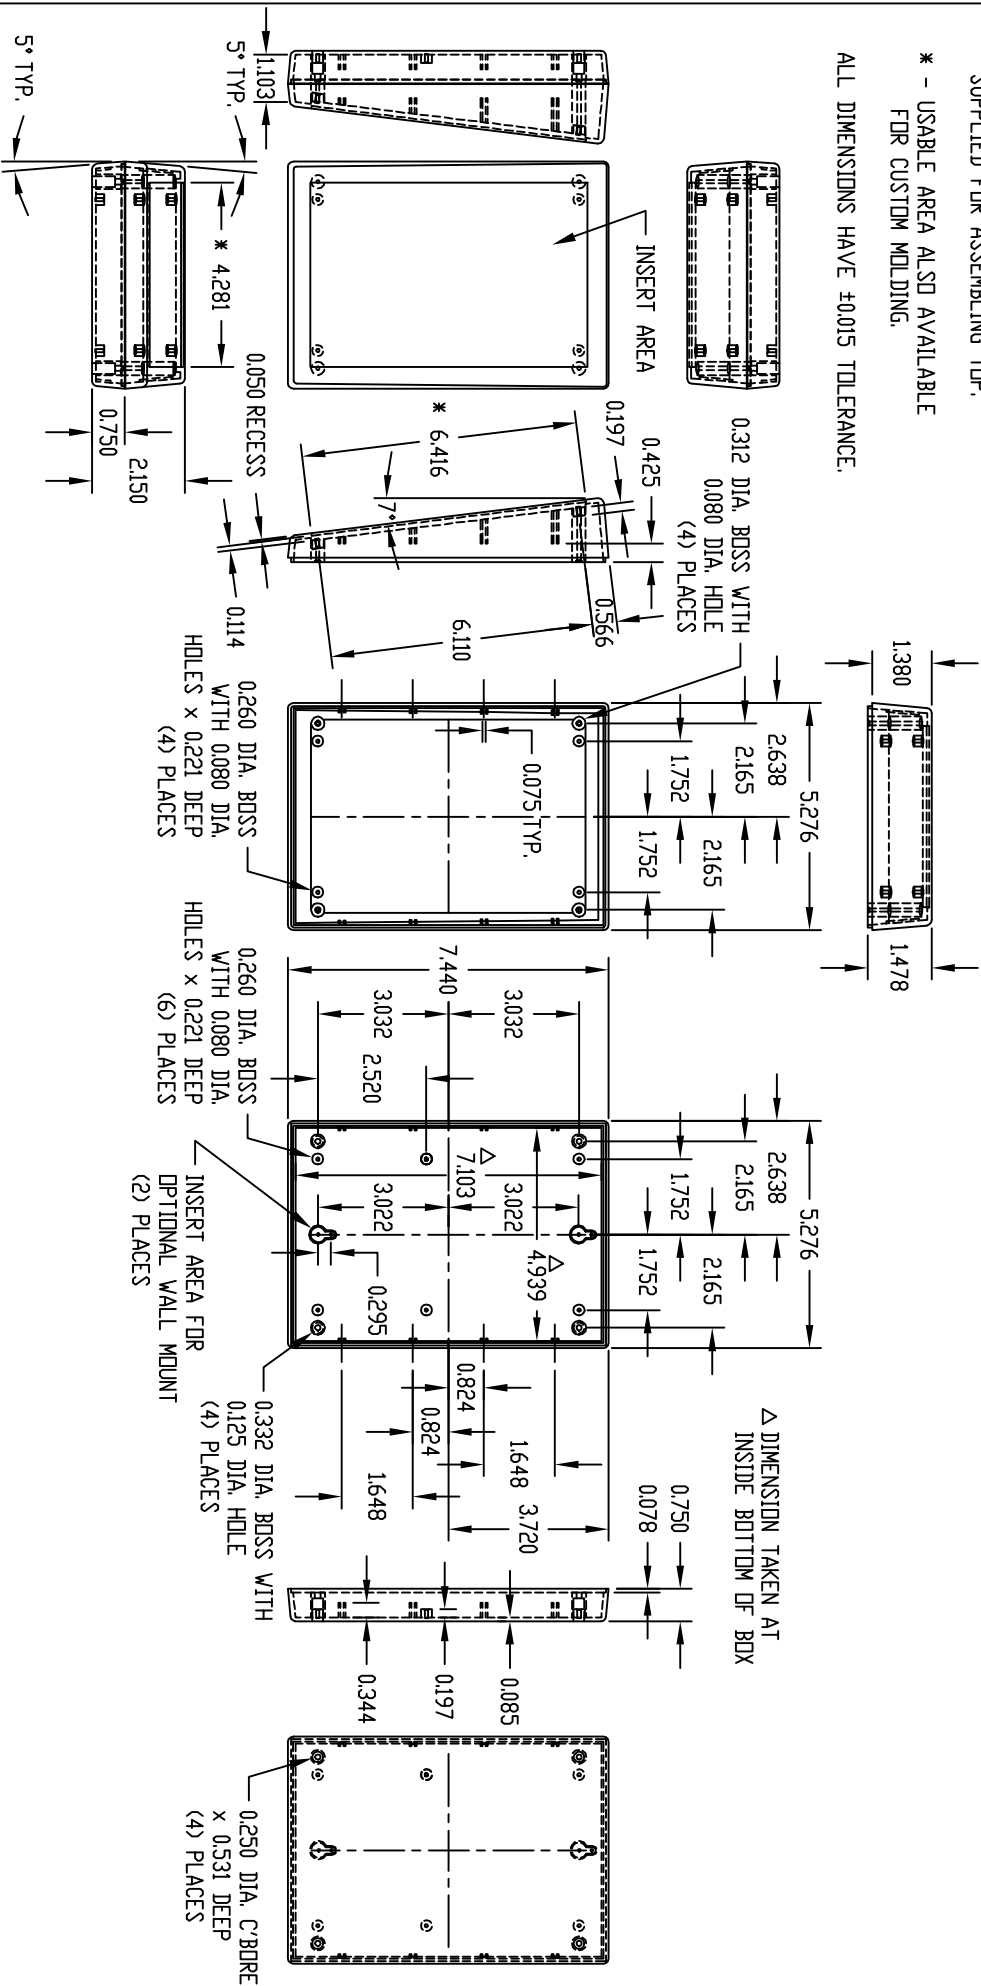 SUPPLIED FOR ASSEMBLING TOP.
* - USABLE AREA ALSO AVAILABLE
FOR CUSTOM MOLDING.
ALL DIMENSIONS HAVE ±0.015 TOLERANCE.
1.103
5° TYP.
5° TYP.
INSERT AREA
* 4.281
0.750
2.150
0.050 RECESS
* 6.416
0.197
0.425
7°
0.566
6.110
0.114
0.312 DIA. BOSS WITH
0.080 DIA. HOLE
(4) PLACES
1.380
1.478
5.276
2.638
2.165
1.752
2.165
1.752
0.075 TYP.
0.260 DIA. BOSS
WITH 0.080 DIA.
HOLES x 0.221 DEEP
(4) PLACES
7.440
3.032
3.032
2.520
0.260 DIA. BOSS
WITH 0.080 DIA.
HOLES x 0.221 DEEP
(6) PLACES
5.276
2.638
2.165
1.752
2.165
1.752
△
7.103
△
4.939
3.022
3.022
0.295
INSERT AREA FOR
OPTIONAL WALL MOUNT
(2) PLACES
0.824
0.824
1.648
1.648
3.720
0.332 DIA. BOSS WITH
0.125 DIA. HOLE
(4) PLACES
△ DIMENSION TAKEN AT
INSIDE BOTTOM OF BOX
0.750
0.078
0.085
0.197
0.344
0.250 DIA. C'BORE
x 0.531 DEEP
(4) PLACES